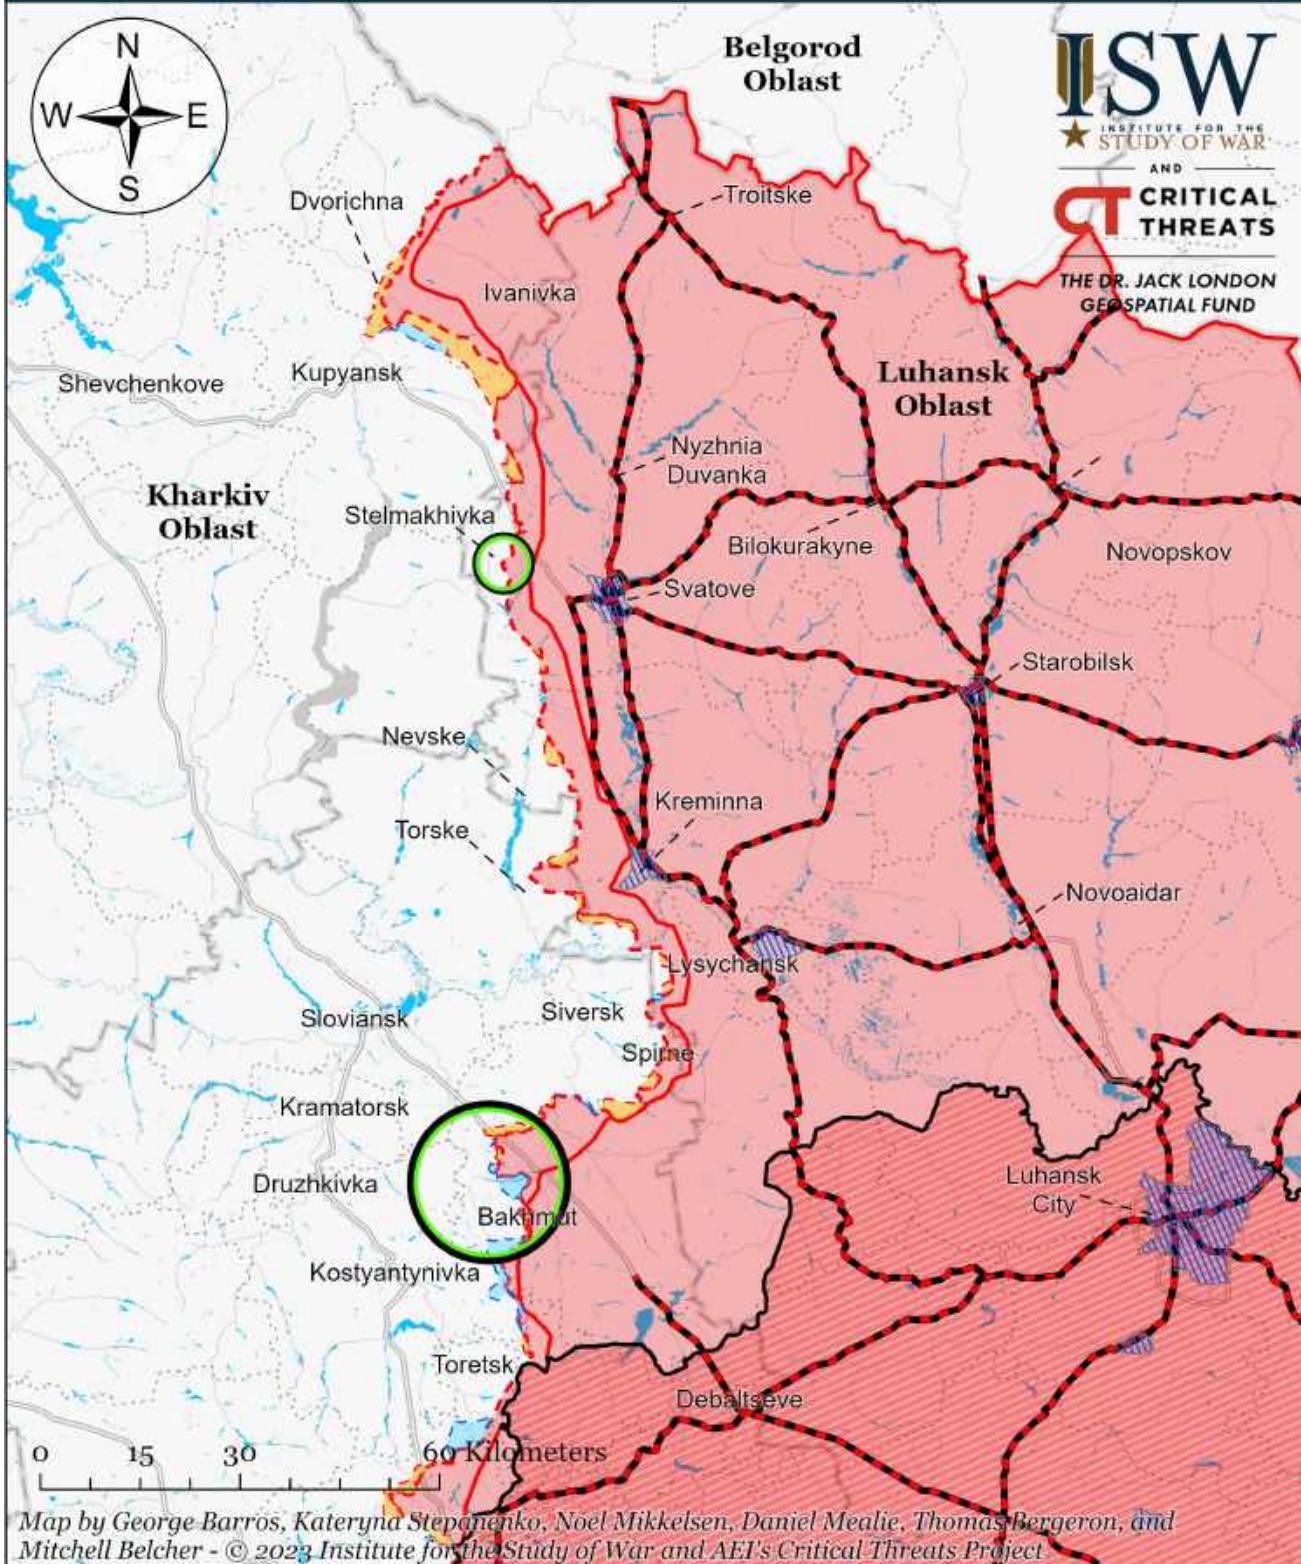 N
W E
S
Belgorod
Oblast
ISW
INSTITUTE FOR THE
STUDY OF WAR
AND
CT CRITICAL
THREATS
THE DR. JACK LONDON
GEOSPATIAL FUND
Dvorichna
Troitske
Ivanivka
Shevchenkove
Kupyansk
Luhansk
Oblast
Nyzhnia
Duvanka
Kharkiv
Oblast
Stelmakhivka
Bilokurakyne
Novopskov
Svatove
Starobilsk
Nevske
Kreminna
Torske
Novoaidar
Lysychansk
Sloviansk
Siversk
Spirne
Kramatorsk
Druzhkivka
Luhansk
City
Bakhmut
Kostyantynivka
Toretsk
Debaltseve
0 15 30 60 Kilometers
Map by George Barros, Kateryna Stepanenko, Noel Mikkelsen, Daniel Mealie, Thomas Bergeron, and
Mitchell Belcher - © 2023 Institute for the Study of War and AEI's Critical Threats Project